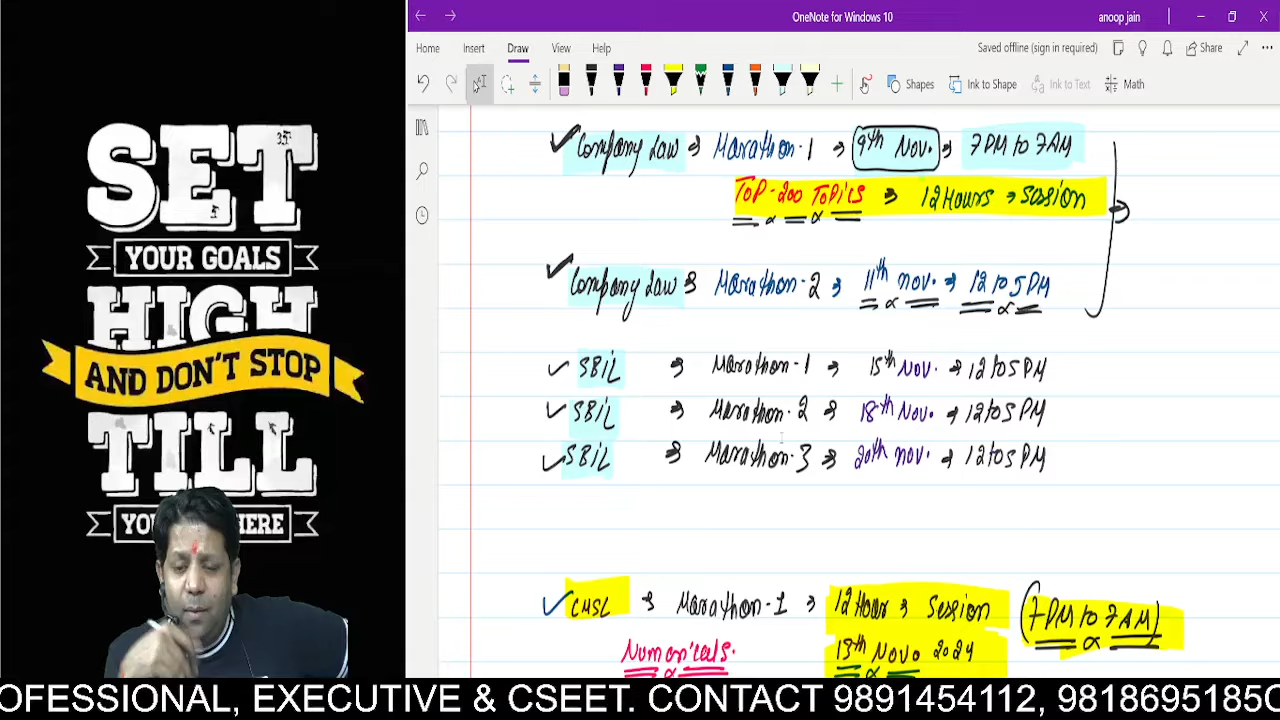 OneNote for Windows 10
anoop jain
Home Insert Draw View Help
Saved offline (sign in required) Share
Shapes Ink to Shape Ink to Text Math
SET
YOUR GOALS
HIGH
AND DON'T STOP
TILL
YO HERE
Company Law Marathon-1 9th Nov. 7PM to 7AM
TOP-200 TOPiCS 12 Hours Session
Company Law Marathon-2 11th nov. 12 to 5 PM
SBiL Marathon-1 15th Nov. 12 to 5 PM
SBiL Marathon-2 18th Nov. 12 to 5 PM
SBiL Marathon-3 20th nov. 12 to 5 PM
CMSL Marathon-1 12 Hour Session (7PM to 7AM)
Numericals. 13th Nov 2024
OFESSIONAL, EXECUTIVE & CSEET. CONTACT 9891454112, 9818695185